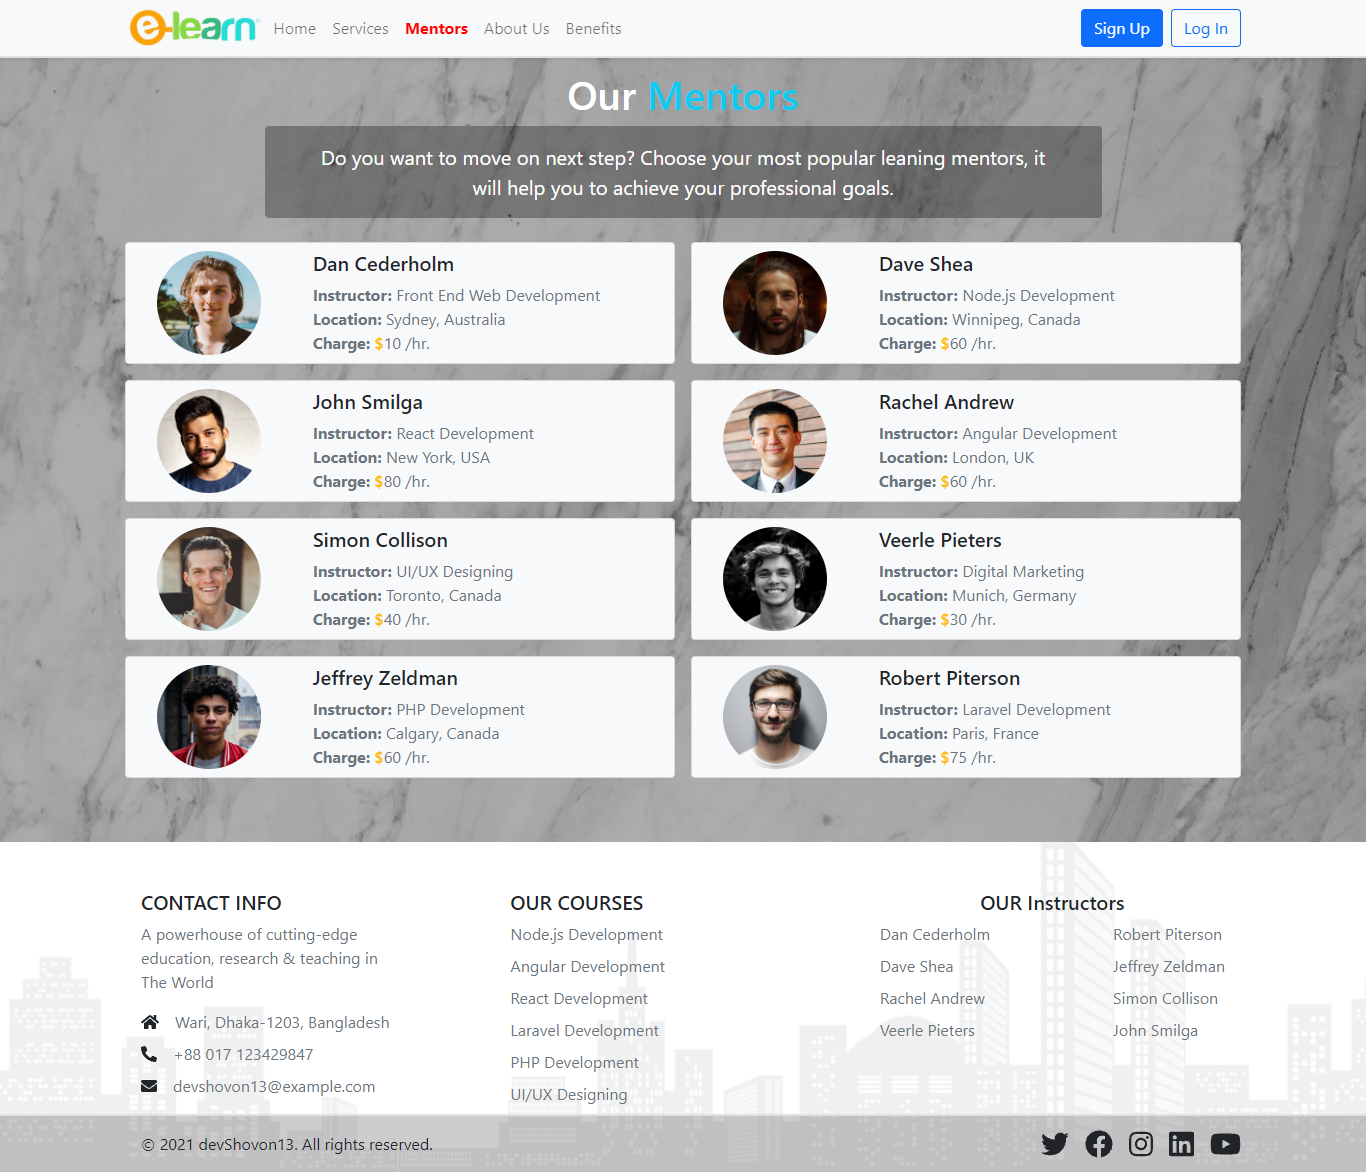 e-learn
Home Services Mentors About Us Benefits
Sign Up Log In
Our Mentors
Do you want to move on next step? Choose your most popular leaning mentors, it
will help you to achieve your professional goals.
Dan Cederholm
Instructor: Front End Web Development
Location: Sydney, Australia
Charge: $10 /hr.
Dave Shea
Instructor: Node.js Development
Location: Winnipeg, Canada
Charge: $60 /hr.
John Smilga
Instructor: React Development
Location: New York, USA
Charge: $80 /hr.
Rachel Andrew
Instructor: Angular Development
Location: London, UK
Charge: $60 /hr.
Simon Collison
Instructor: UI/UX Designing
Location: Toronto, Canada
Charge: $40 /hr.
Veerle Pieters
Instructor: Digital Marketing
Location: Munich, Germany
Charge: $30 /hr.
Jeffrey Zeldman
Instructor: PHP Development
Location: Calgary, Canada
Charge: $60 /hr.
Robert Piterson
Instructor: Laravel Development
Location: Paris, France
Charge: $75 /hr.
CONTACT INFO
A powerhouse of cutting-edge
education, research & teaching in
The World
Wari, Dhaka-1203, Bangladesh
+88 017 123429847
devshovon13@example.com
OUR COURSES
Node.js Development
Angular Development
React Development
Laravel Development
PHP Development
UI/UX Designing
OUR Instructors
Dan Cederholm
Dave Shea
Rachel Andrew
Veerle Pieters
Robert Piterson
Jeffrey Zeldman
Simon Collison
John Smilga
© 2021 devShovon13. All rights reserved.